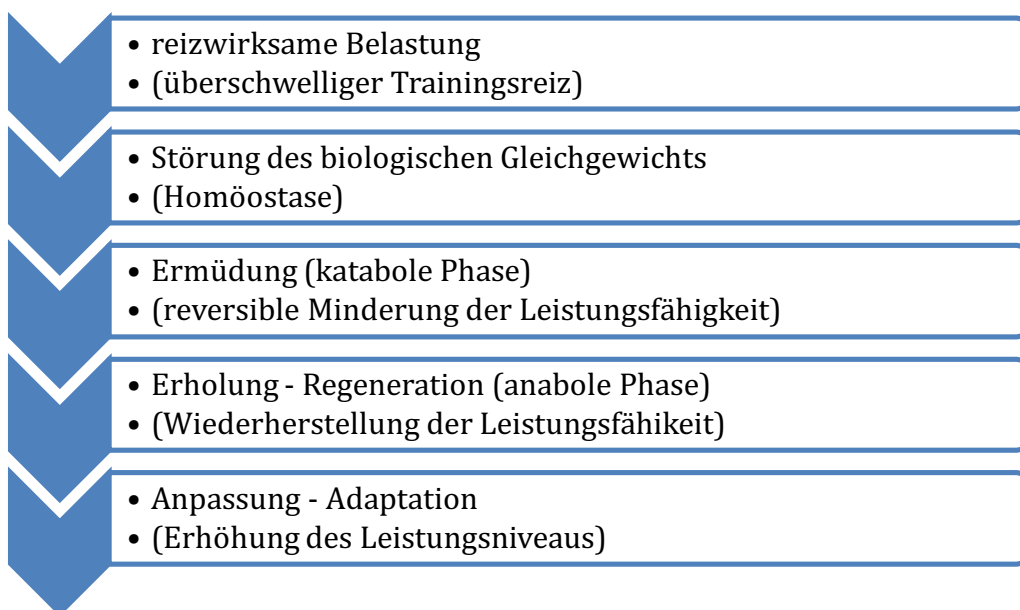 • reizwirksame Belastung
• (überschwelliger Trainingsreiz)
• Störung des biologischen Gleichgewichts
• (Homöostase)
• Ermüdung (katabole Phase)
• (reversible Minderung der Leistungsfähigkeit)
• Erholung - Regeneration (anabole Phase)
• (Wiederherstellung der Leistungsfähikeit)
• Anpassung - Adaptation
• (Erhöhung des Leistungsniveaus)